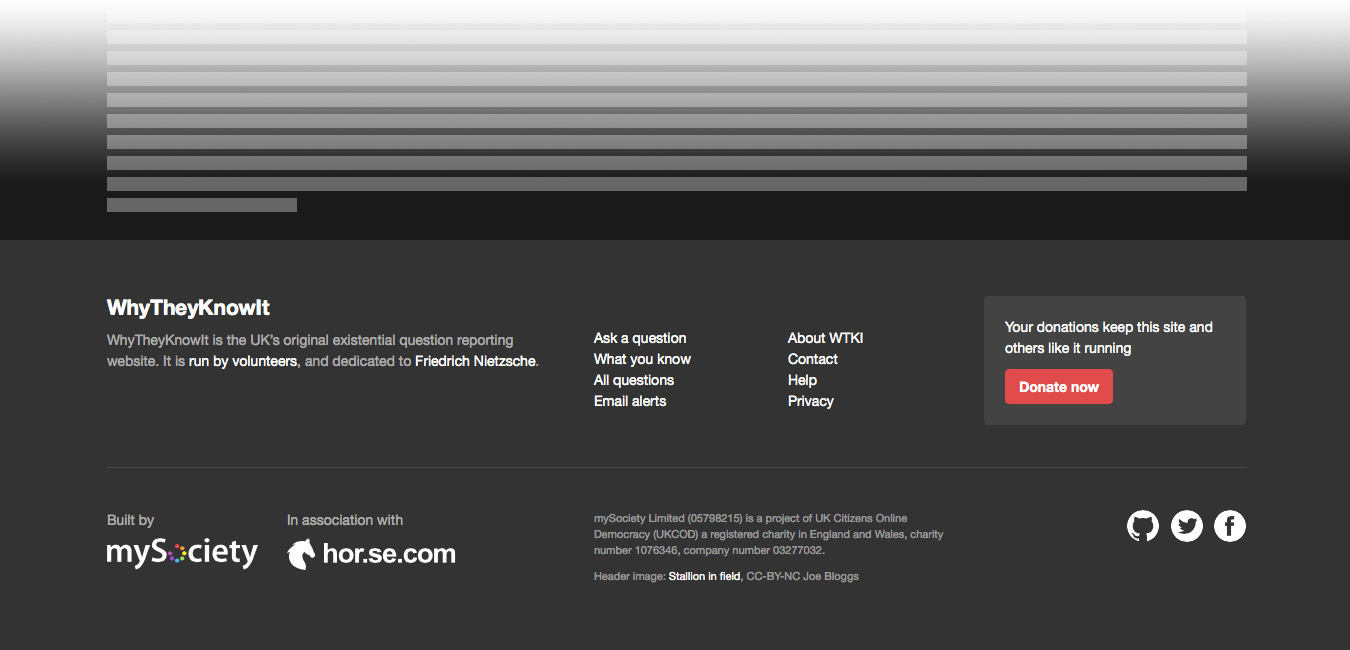 WhyTheyKnowIt
WhyTheyKnowIt is the UK's original existential question reporting
website. It is run by volunteers, and dedicated to Friedrich Nietzsche.
Ask a question
What you know
All questions
Email alerts
About WTKI
Contact
Help
Privacy
Your donations keep this site and
others like it running
Donate now
Built by
mySociety
In association with
hor.se.com
mySociety Limited (05798215) is a project of UK Citizens Online
Democracy (UKCOD) a registered charity in England and Wales, charity
number 1076346, company number 03277032.
Header image: Stallion in field, CC-BY-NC Joe Bloggs